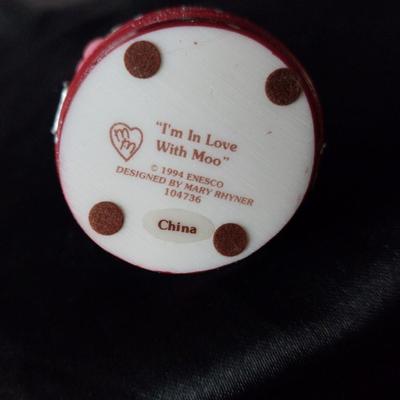 "I'm In Love
With Moo"
© 1994 ENESCO
DESIGNED BY MARY RHYNER
104736
China